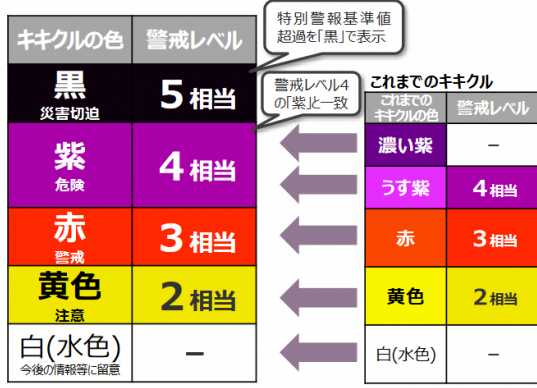 キキクルの色 警戒レベル
特別警報基準値
超過を「黒」で表示
黒
災害切迫
5相当
警戒レベル4
の「紫」と一致
紫
危険
4相当
赤
警戒
3相当
黄色
注意
2相当
白(水色)
今後の情報等に留意
–
これまでのキキクル
これまでの
キキクルの色
警戒レベル
濃い紫 –
うす紫 4相当
赤 3相当
黄色 2相当
白(水色) –